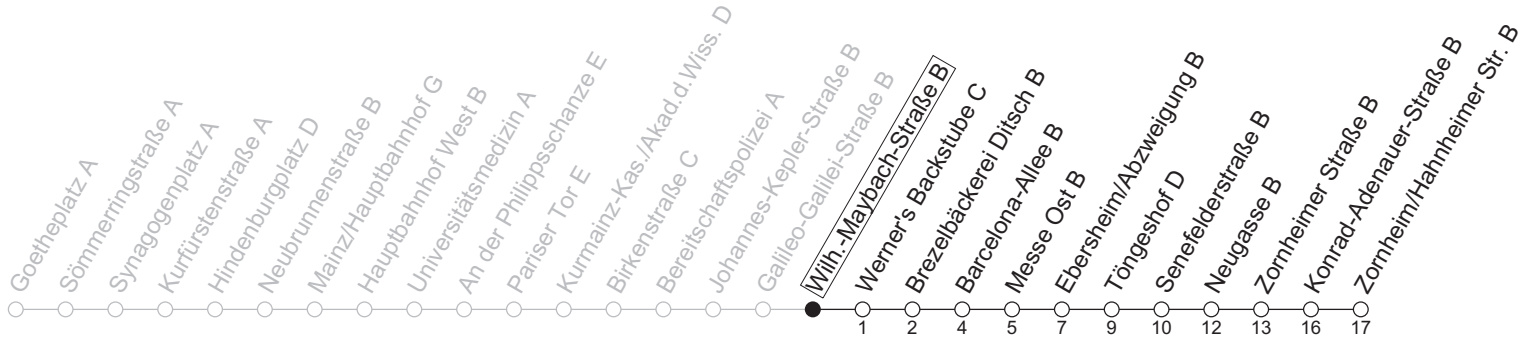 Goetheplatz A
Sömmerringstraße A
Synagogenplatz A
Kurfürstenstraße A
Hindenburgplatz D
Neubrunnenstraße B
Mainz/Hauptbahnhof G
Hauptbahnhof West B
Universitätsmedizin A
An der Philippsschanze E
Pariser Tor E
Kurmainz-Kas./Akad.d.Wiss. D
Birkenstraße C
Bereitschaftspolizei A
Johannes-Kepler-Straße B
Galileo-Galilei-Straße B
Wilh.-Maybach-Straße B
Werner's Backstube C
Brezelbäckerei Ditsch B
Barcelona-Allee B
Messe Ost B
Ebersheim/Abzweigung B
Töngeshof D
Senefelderstraße B
Neugasse B
Zornheimer Straße B
Konrad-Adenauer-Straße B
Zornheim/Hahnheimer Str. B
1 2 4 5 7 9 10 12 13 16 17